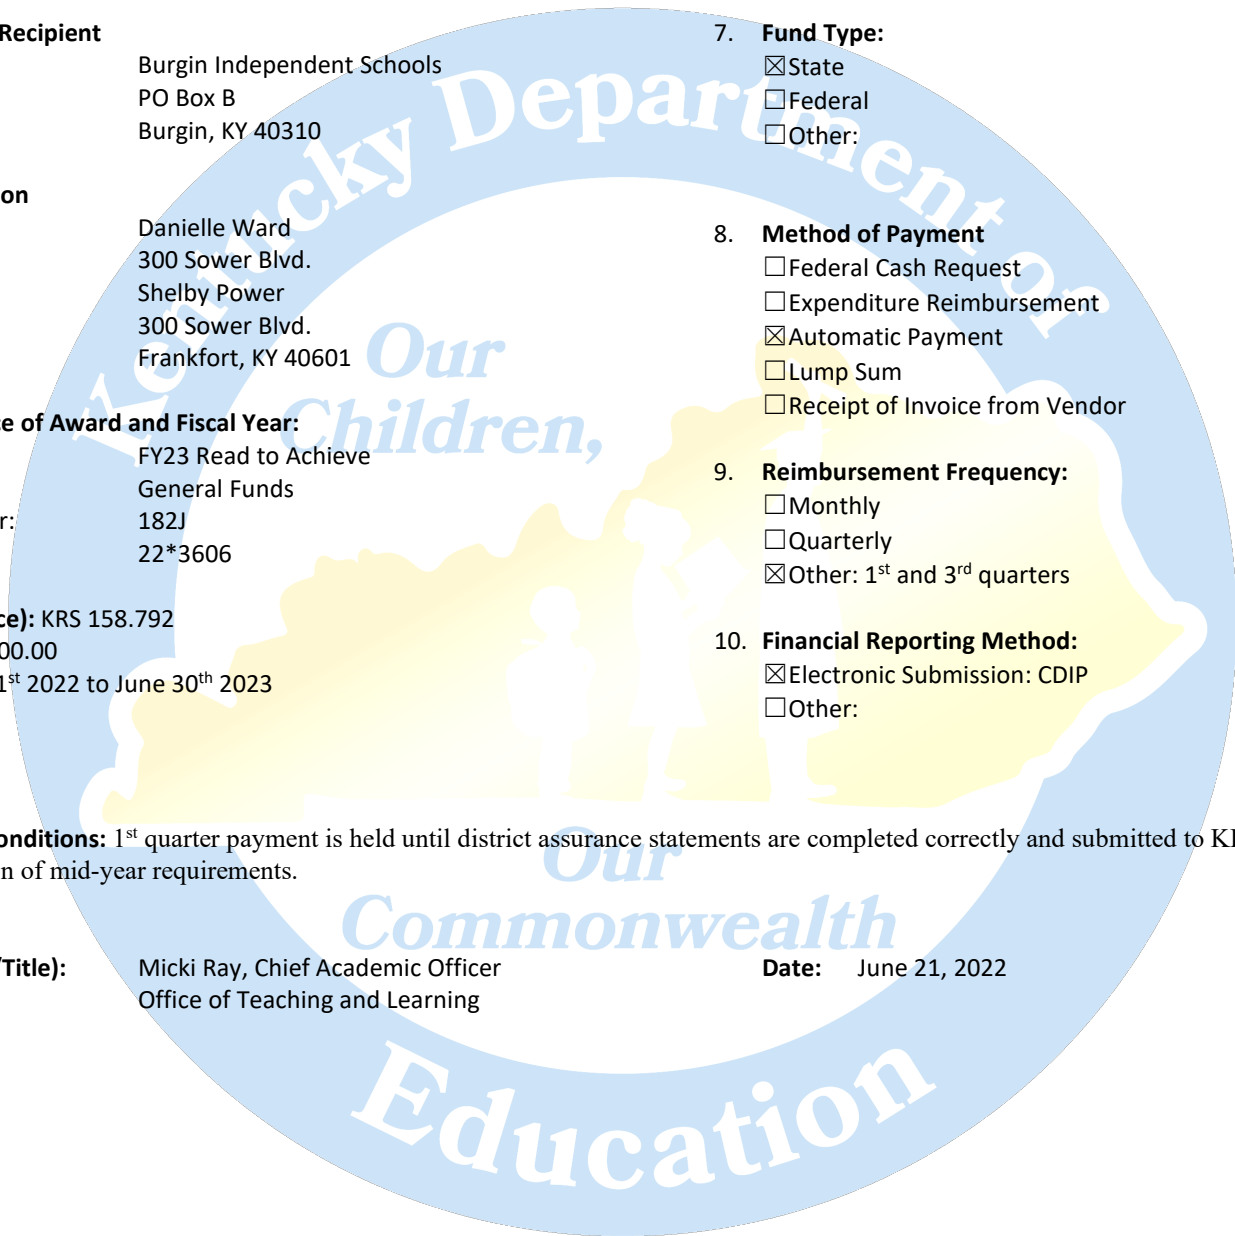 Recipient
Burgin Independent Schools
PO Box B
Burgin, KY 40310
on
Danielle Ward
300 Sower Blvd.
Shelby Power
300 Sower Blvd.
Frankfort, KY 40601
ce of Award and Fiscal Year:
FY23 Read to Achieve
General Funds
r: 182J
22*3606
ce): KRS 158.792
00.00
1st 2022 to June 30th 2023
7. Fund Type:
☒State
☐Federal
☐Other:
8. Method of Payment
☐Federal Cash Request
☐Expenditure Reimbursement
☒Automatic Payment
☐Lump Sum
☐Receipt of Invoice from Vendor
9. Reimbursement Frequency:
☐Monthly
☐Quarterly
☒Other: 1st and 3rd quarters
10. Financial Reporting Method:
☒Electronic Submission: CDIP
☐Other:
onditions: 1st quarter payment is held until district assurance statements are completed correctly and submitted to K
n of mid-year requirements.
/Title): Micki Ray, Chief Academic Officer
Office of Teaching and Learning
Date: June 21, 2022
Kentucky Department of
Education
Our
Children,
Our
Commonwealth